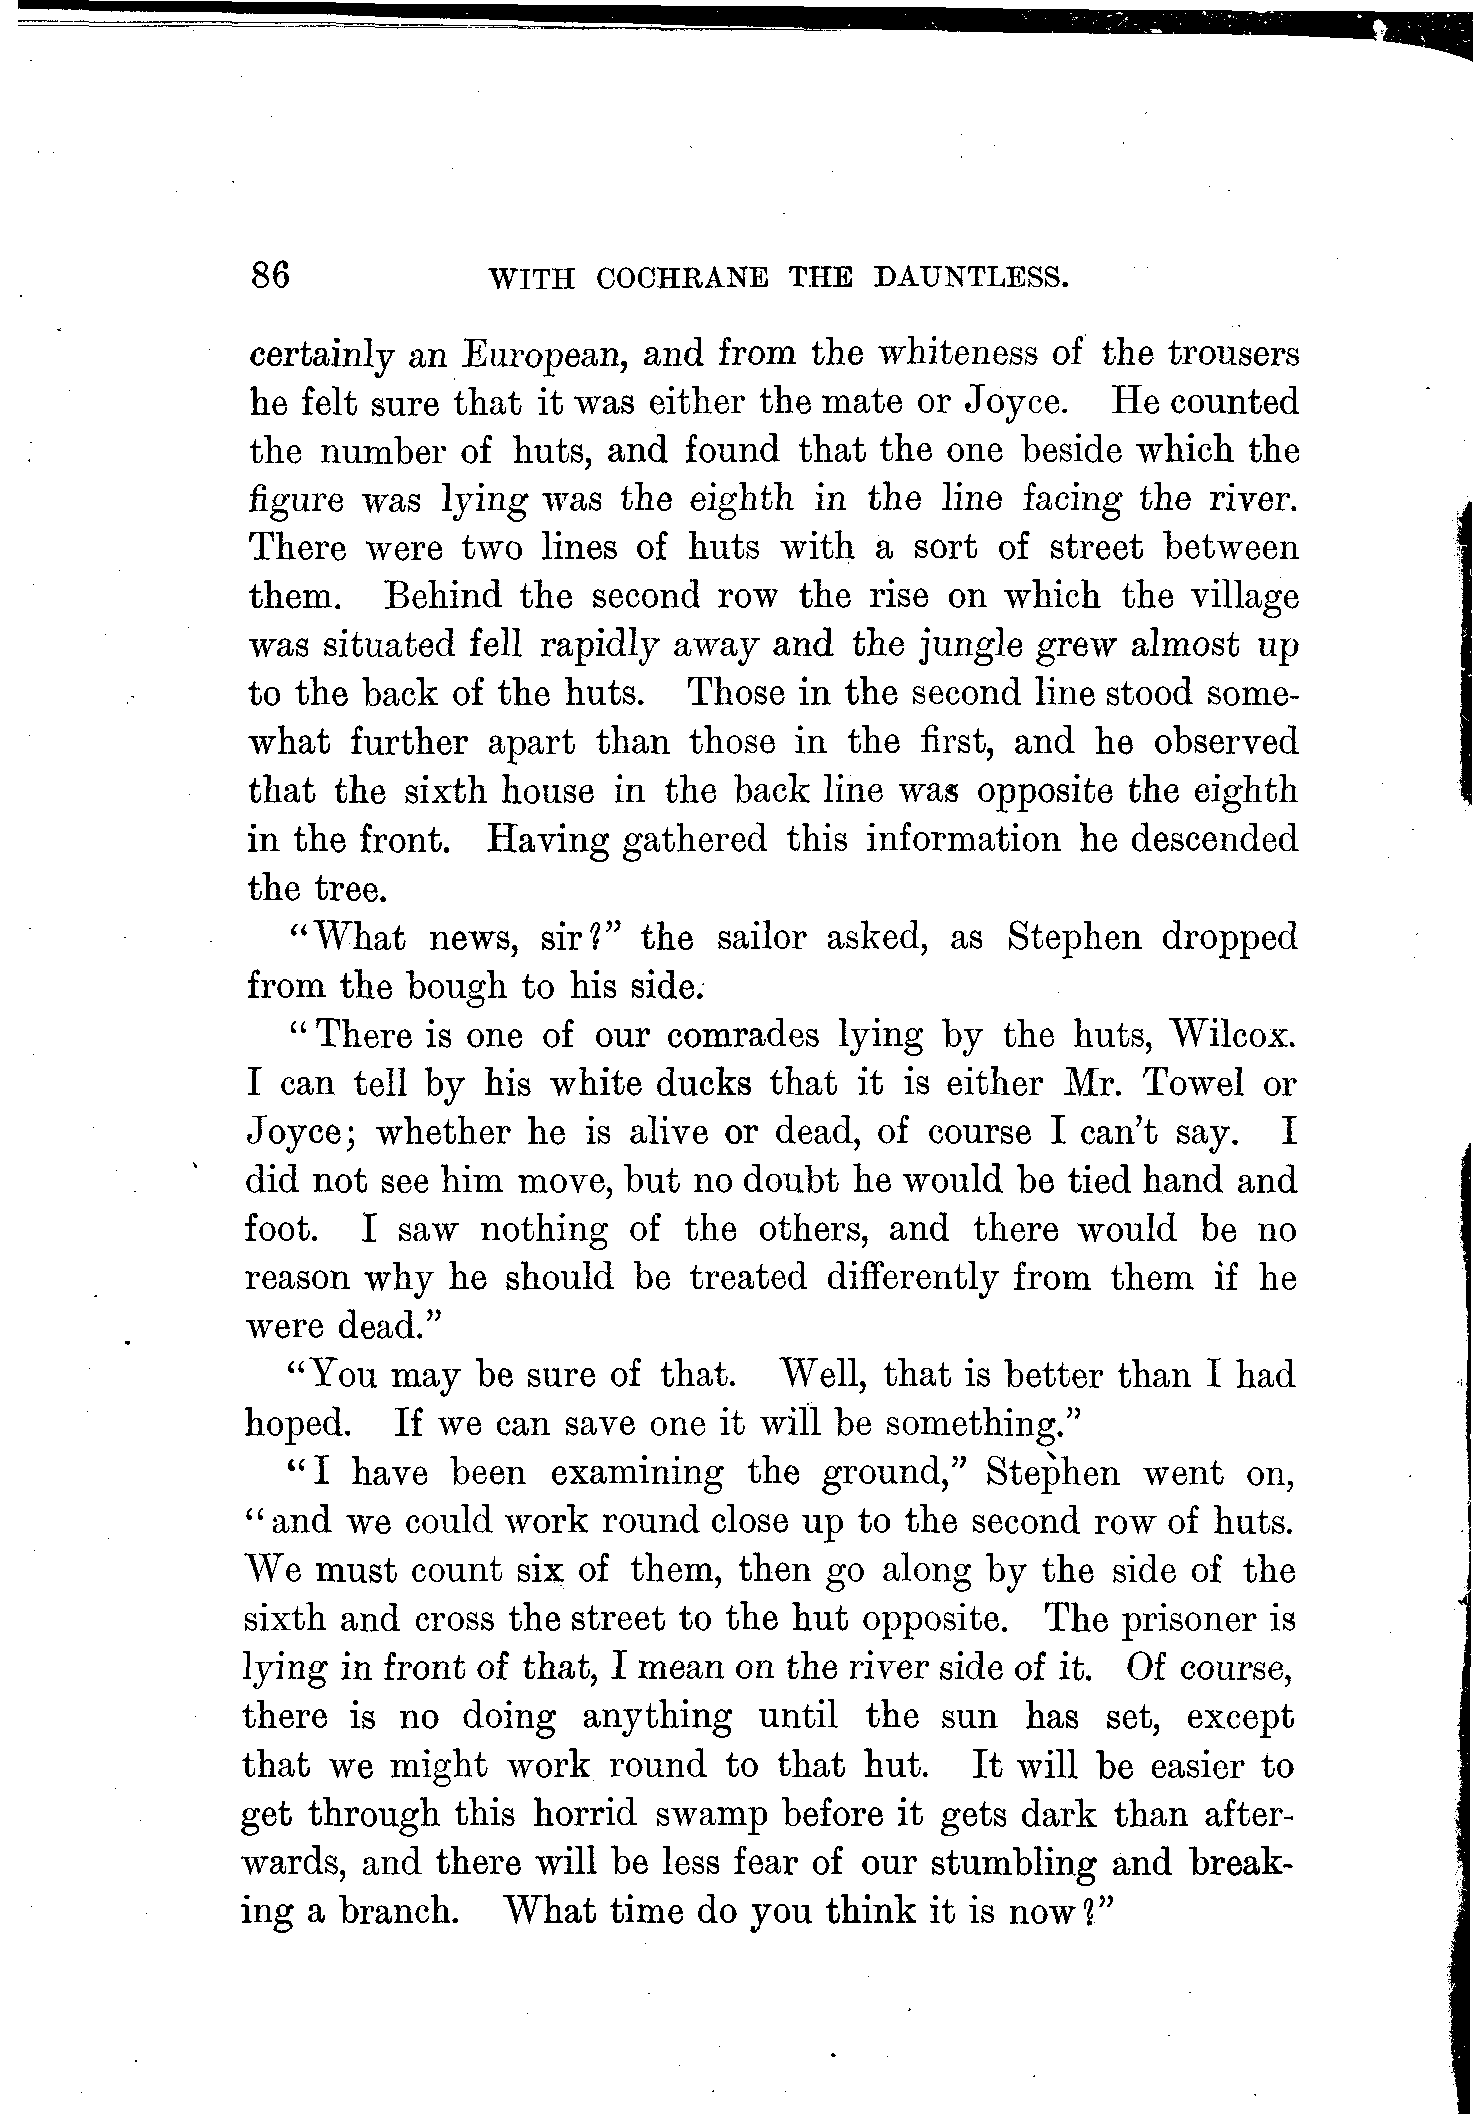 86 WITH COCHRANE THE DAUNTLESS.
certainly an European, and from the whiteness of the trousers
he felt sure that it was either the mate or Joyce. He counted
the number of huts, and found that the one beside which the
figure was lying was the eighth in the line facing the river.
There were two lines of huts with a sort of street between
them. Behind the second row the rise on which the village
was situated fell rapidly away and the jungle grew almost up
to the back of the huts. Those in the second line stood some-
what further apart than those in the first, and he observed
that the sixth house in the back line was opposite the eighth
in the front. Having gathered this information he descended
the tree.
"What news, sir?" the sailor asked, as Stephen dropped
from the bough to his side.
"There is one of our comrades lying by the huts, Wilcox.
I can tell by his white ducks that it is either Mr. Towel or
Joyce; whether he is alive or dead, of course I can't say. I
did not see him move, but no doubt he would be tied hand and
foot. I saw nothing of the others, and there would be no
reason why he should be treated differently from them if he
were dead."
"You may be sure of that. Well, that is better than I had
hoped. If we can save one it will be something."
"I have been examining the ground," Stephen went on,
"and we could work round close up to the second row of huts.
We must count six of them, then go along by the side of the
sixth and cross the street to the hut opposite. The prisoner is
lying in front of that, I mean on the river side of it. Of course,
there is no doing anything until the sun has set, except
that we might work round to that hut. It will be easier to
get through this horrid swamp before it gets dark than after-
wards, and there will be less fear of our stumbling and break-
ing a branch. What time do you think it is now?"